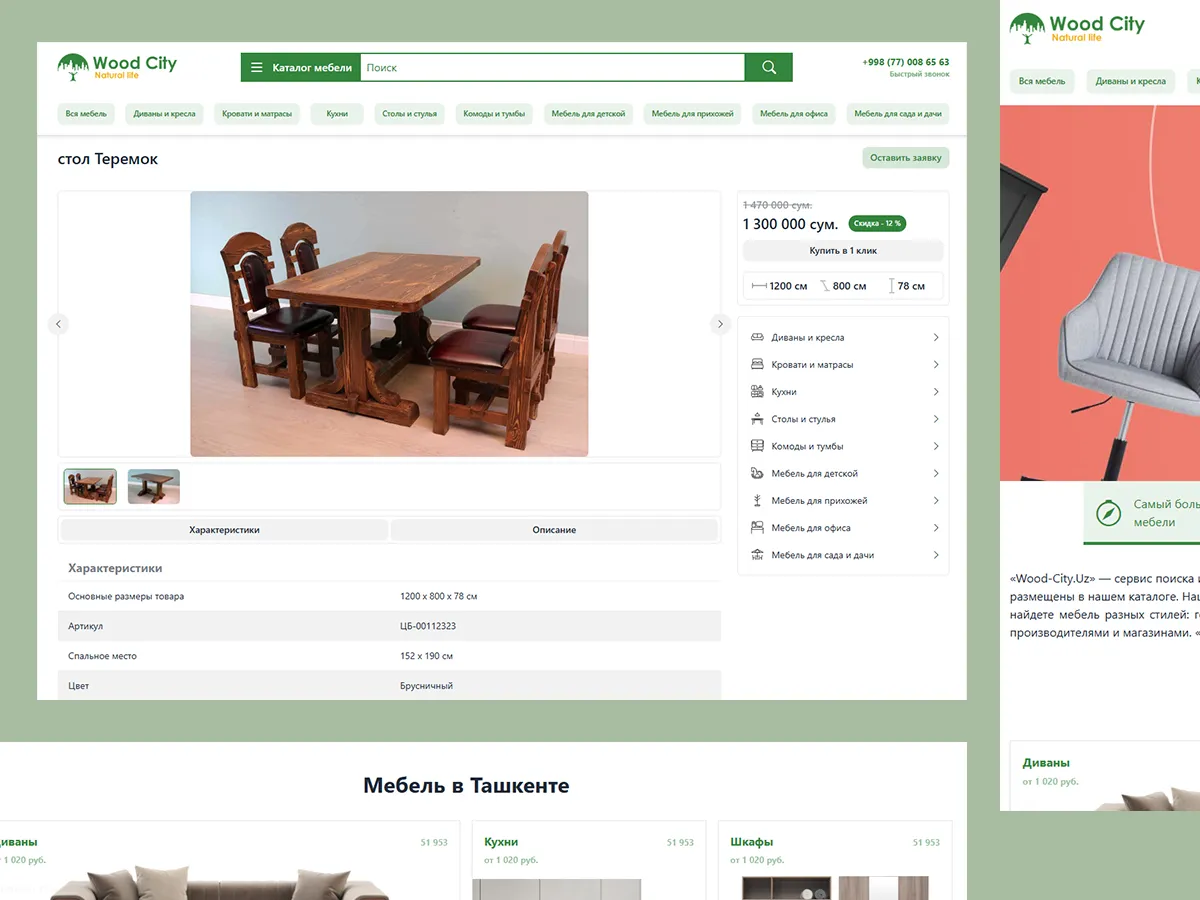 Wood City
Natural life
Каталог мебели
Поиск
+998 (77) 008 65 63
Быстрый звонок
Вся мебель
Диваны и кресла
Кровати и матрасы
Кухни
Столы и стулья
Комоды и тумбы
Мебель для детской
Мебель для прихожей
Мебель для офиса
Мебель для сада и дачи
стол Теремок
Оставить заявку
1 470 000 сум.
1 300 000 сум.
Скидка - 12 %
Купить в 1 клик
1200 см
800 см
78 см
Диваны и кресла
Кровати и матрасы
Кухни
Столы и стулья
Комоды и тумбы
Мебель для детской
Мебель для прихожей
Мебель для офиса
Мебель для сада и дачи
Характеристики
Описание
Характеристики
Основные размеры товара
1200 x 800 x 78 см
Артикул
ЦБ-00112323
Спальное место
152 x 190 см
Цвет
Брусничный
Мебель в Ташкенте
иваны
51 953
1 020 руб.
Кухни
51 953
от 1 020 руб.
Шкафы
51 953
от 1 020 руб.
Wood City
Natural life
Вся мебель
Диваны и кресла
Самый боль
мебели
«Wood-City.Uz» — сервис поиска
размещены в нашем каталоге. На
найдете мебель разных стилей:
производителями и магазинами. «
Диваны
от 1 020 руб.